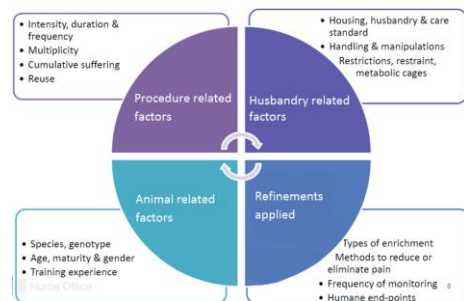 • Intensity, duration &
frequency
• Multiplicity
• Cumulative suffering
• Reuse
• Housing, husbandry & care
standard
• Handling & manipulations
Restrictions, restraint,
metabolic cages
Procedure related
factors
Husbandry related
factors
Animal related
factors
Refinements
applied
• Species, genotype
• Age, maturity & gender
• Training experience
Types of enrichment
Methods to reduce or
eliminate pain
• Frequency of monitoring
• Humane end-points
Home Office
8